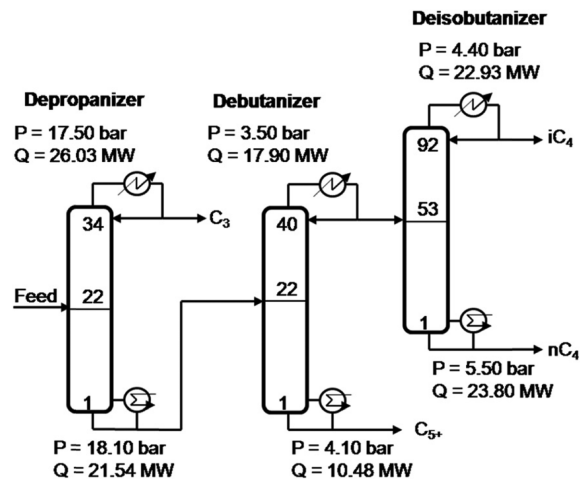 Deisobutanizer
P = 4.40 bar
Q = 22.93 MW
Depropanizer
P = 17.50 bar
Q = 26.03 MW
Debutanizer
P = 3.50 bar
Q = 17.90 MW
92
iC₄
34
C₃
40
53
Feed
22
22
1
nC₄
P = 5.50 bar
Q = 23.80 MW
1
1
C₅₊
P = 18.10 bar
Q = 21.54 MW
P = 4.10 bar
Q = 10.48 MW